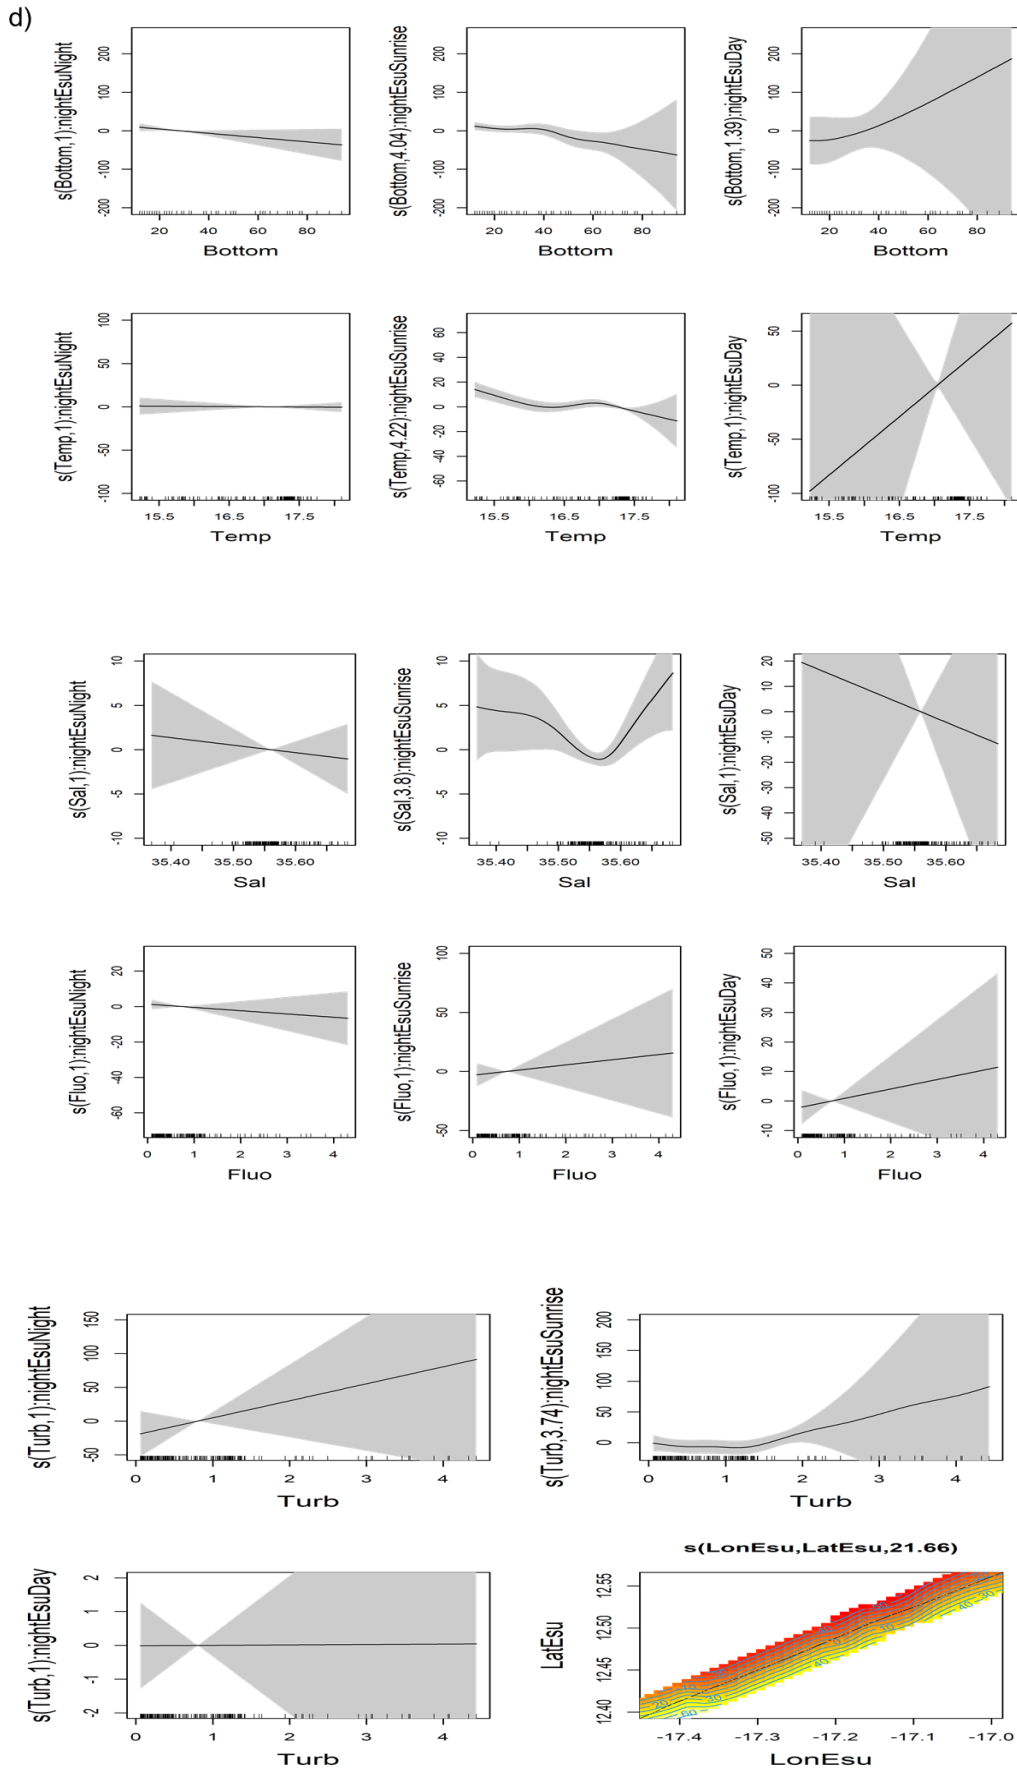 d)
s(Bottom,1):nightEsuNight
200
100
0
-100
-200
20 40 60 80
Bottom
s(Bottom,4.04):nightEsuSunrise
200
100
0
-100
-200
20 40 60 80
Bottom
s(Bottom,1.39):nightEsuDay
200
100
0
-100
-200
20 40 60 80
Bottom
s(Temp,1):nightEsuNight
100
50
0
-50
-100
15.5 16.5 17.5
Temp
s(Temp,4.22):nightEsuSunrise
60
40
20
0
-20
-60
15.5 16.5 17.5
Temp
s(Temp,1):nightEsuDay
50
0
-50
-100
15.5 16.5 17.5
Temp
s(Sal,1):nightEsuNight
10
5
0
-5
-10
35.40 35.50 35.60
Sal
s(Sal,3.8):nightEsuSunrise
10
5
0
-5
-10
35.40 35.50 35.60
Sal
s(Sal,1):nightEsuDay
20
10
0
-10
-20
-30
-40
-50
35.40 35.50 35.60
Sal
s(Fluo,1):nightEsuNight
20
0
-20
-60
0 1 2 3 4
Fluo
s(Fluo,1):nightEsuSunrise
100
50
0
-50
0 1 2 3 4
Fluo
s(Fluo,1):nightEsuDay
50
40
30
20
10
0
-10
0 1 2 3 4
Fluo
s(Turb,1):nightEsuNight
150
100
50
0
-50
0 1 2 3 4
Turb
s(Turb,3.74):nightEsuSunrise
200
150
100
50
0
0 1 2 3 4
Turb
s(Turb,1):nightEsuDay
2
1
0
-1
-2
0 1 2 3 4
Turb
s(LonEsu,LatEsu,21.66)
LatEsu
12.55
12.50
12.45
12.40
-17.4 -17.3 -17.2 -17.1 -17.0
LonEsu